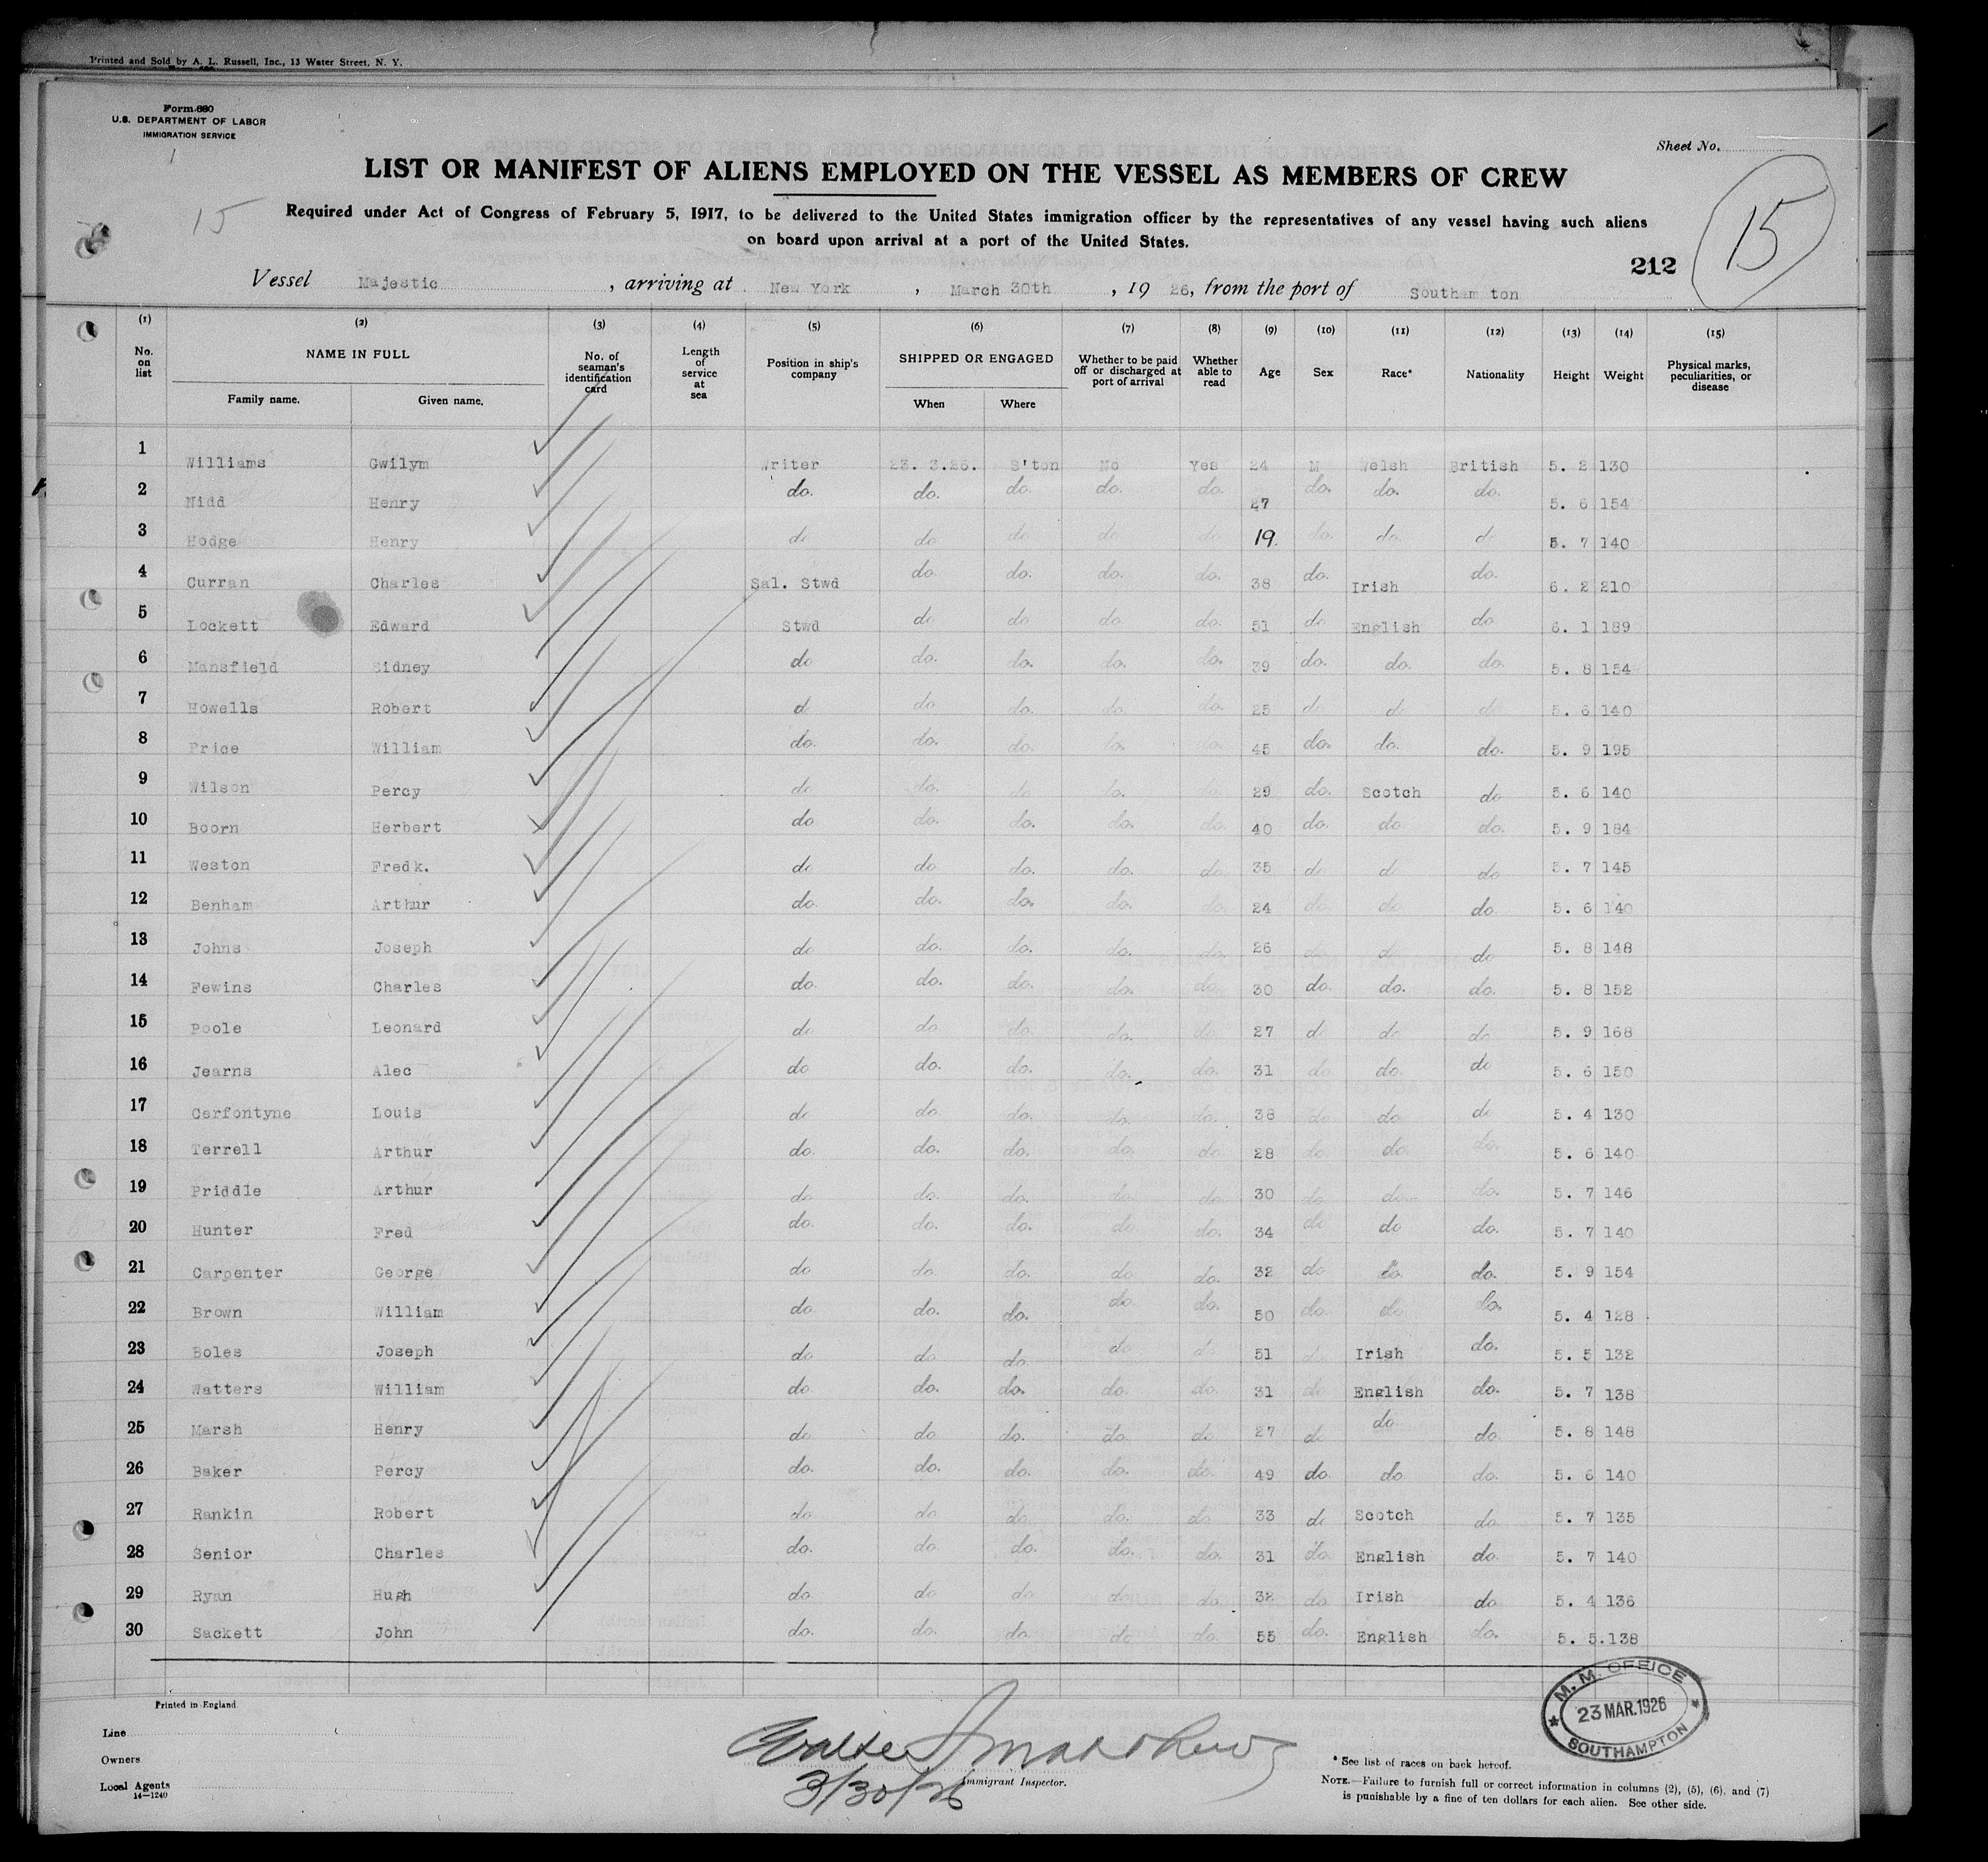 Printed and Sold by A. L. Russell, Inc., 13 Water Street, N. Y.
Form 680
U.S. DEPARTMENT OF LABOR
IMMIGRATION SERVICE
Sheet No.
LIST OR MANIFEST OF ALIENS EMPLOYED ON THE VESSEL AS MEMBERS OF CREW
15
Required under Act of Congress of February 5, 1917, to be delivered to the United States immigration officer by the representatives of any vessel having such aliens
on board upon arrival at a port of the United States.
15
212
Vessel Majestic, arriving at New York, March 30th, 1926, from the port of Southam ton
(1) (2) (3) (4) (5) (6) (7) (8) (9) (10) (11) (12) (13) (14) (15)
No. on list NAME IN FULL Family name. Given name. No. of seaman's identification card Length of service at sea Position in ship's company SHIPPED OR ENGAGED When Where Whether to be paid off or discharged at port of arrival Whether able to read Age Sex Race* Nationality Height Weight Physical marks, peculiarities, or disease
1 Williams Gwilym Writer 23. 3.26. S'ton No Yes 24 M Welsh British 5. 2 130
2 Nidd Henry do. do. do. do. do. 27 do. do. do. 5. 6 154
3 Hodge Henry do do do do do 19. do. do. d 5. 7 140
4 Curran Charles Sal. Stwd do. do. do. do. 38 do. Irish do. 6. 2 210
5 Lockett Edward Stwd do do do do. 51 do English do 6. 1 189
6 Mansfield Sidney do do. do. do. do. 39 do. do. do. 5. 8 154
7 Howells Robert d do do. do. do. 25 do d do 5. 6 140
8 Price William do. do. do. do. do. 45 do. do. do. 5. 9 195
9 Wilson Percy do do. do do. do 29 do. Scotch do 5. 6 140
10 Boorn Herbert do do. do. do. do. 40 do. do do. 5. 9 184
11 Weston Fredk. do do do. do. do 35 do d do 5. 7 145
12 Benham Arthur do. do. do. do. do. 24 do do do. 5. 6 140
13 Johns Joseph do do. do. do. do. 26 do d do 5. 8 148
14 Fewins Charles do. do. do. do. do. 30 do. do. do. 5. 8 152
15 Poole Leonard do do do. do. do 27 do do do 5. 9 168
16 Jearns Alec do do. do. do. do. 31 do do. do 5. 6 150
17 Cerfontyne Louis do do do. do. do. 38 do do do 5. 4 130
18 Terrell Arthur do. do. do. do. do 28 do do. do. 5. 6 140
19 Priddle Arthur do do. do. do. do. 30 do do. do. 5. 7 146
20 Hunter Fred do. do. do. do do. 34 do do do. 5. 7 140
21 Carpenter George do do. do. do do. 32 do do. do. 5. 9 154
22 Brown William do do. do. do do. 50 do. do do. 5. 4 128
23 Boles Joseph do do do do do 51 do Irish do. 5. 5 132
24 Watters William do. do. do. do. do. 31 do English do. 5. 7 138
25 Marsh Henry do do do. do do. 27 do do. do. 5. 8 148
26 Baker Percy do. do. do. do. do. 49 do. do. do. 5. 6 140
27 Rankin Robert do do do. do. do 33 do Scotch do. 5. 7 135
28 Senior Charles do. do. do. do. do. 31 do. English do. 5. 7 140
29 Ryan Hugh do. do do do do. 32 do. Irish do 5. 4 136
30 Sackett John do. do. do. do do. 55 do. English do. 5. 5.138
M. M. OFFICE
23 MAR. 1926
SOUTHAMPTON
Printed in England.
Line
Owners
Local Agents
14—1240
Walter Matthews
3/30/26
Immigrant Inspector.
* See list of races on back hereof.
NOTE.—Failure to furnish full or correct information in columns (2), (5), (6), and (7)
is punishable by a fine of ten dollars for each alien. See other side.